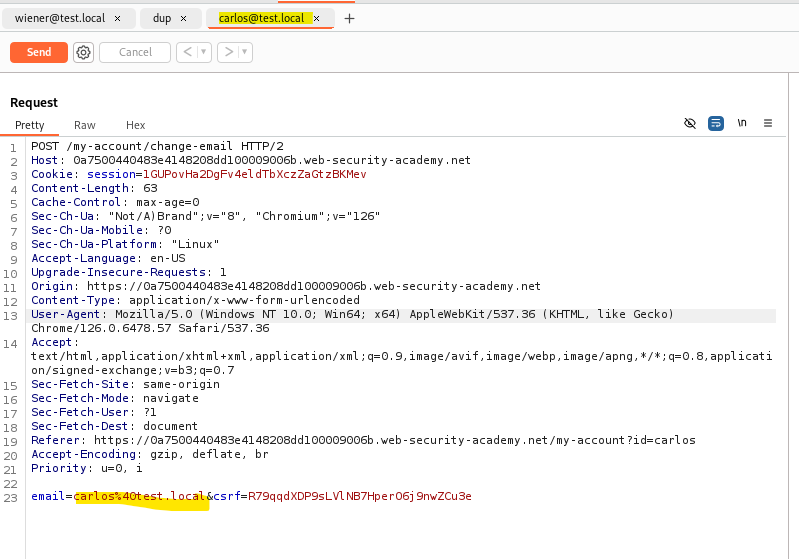 wiener@test.local × dup × carlos@test.local × +
Send Cancel < ▾ > ▾
Request
Pretty Raw Hex \n
1 POST /my-account/change-email HTTP/2
2 Host: 0a7500440483e4148208dd100009006b.web-security-academy.net
3 Cookie: session=1GUPovHa2DgFv4eldTbXczZaGtzBKMev
4 Content-Length: 63
5 Cache-Control: max-age=0
6 Sec-Ch-Ua: "Not/A)Brand";v="8", "Chromium";v="126"
7 Sec-Ch-Ua-Mobile: ?0
8 Sec-Ch-Ua-Platform: "Linux"
9 Accept-Language: en-US
10 Upgrade-Insecure-Requests: 1
11 Origin: https://0a7500440483e4148208dd100009006b.web-security-academy.net
12 Content-Type: application/x-www-form-urlencoded
13 User-Agent: Mozilla/5.0 (Windows NT 10.0; Win64; x64) AppleWebKit/537.36 (KHTML, like Gecko)
Chrome/126.0.6478.57 Safari/537.36
14 Accept:
text/html,application/xhtml+xml,application/xml;q=0.9,image/avif,image/webp,image/apng,*/*;q=0.8,applicati
on/signed-exchange;v=b3;q=0.7
15 Sec-Fetch-Site: same-origin
16 Sec-Fetch-Mode: navigate
17 Sec-Fetch-User: ?1
18 Sec-Fetch-Dest: document
19 Referer: https://0a7500440483e4148208dd100009006b.web-security-academy.net/my-account?id=carlos
20 Accept-Encoding: gzip, deflate, br
21 Priority: u=0, i
22
23 email=carlos%40test.local&csrf=R79qqdXDP9sLVlNB7HperO6j9nwZCu3e